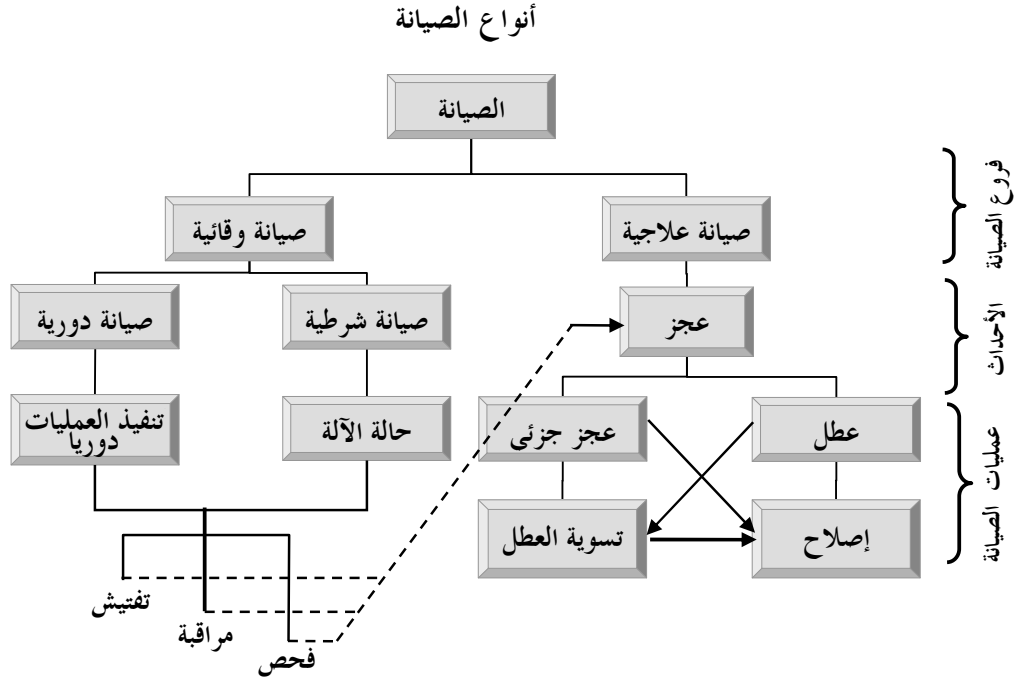 أنواع الصيانة
الصيانة
فروع الصيانة
صيانة علاجية
صيانة وقائية
الأحداث
عجز
صيانة شرطية
صيانة دورية
عمليات الصيانة
عطل
عجز جزئى
حالة الآلة
تنفيذ العمليات
دوريا
إصلاح
تسوية العطل
تفتيش
مراقبة
فحص